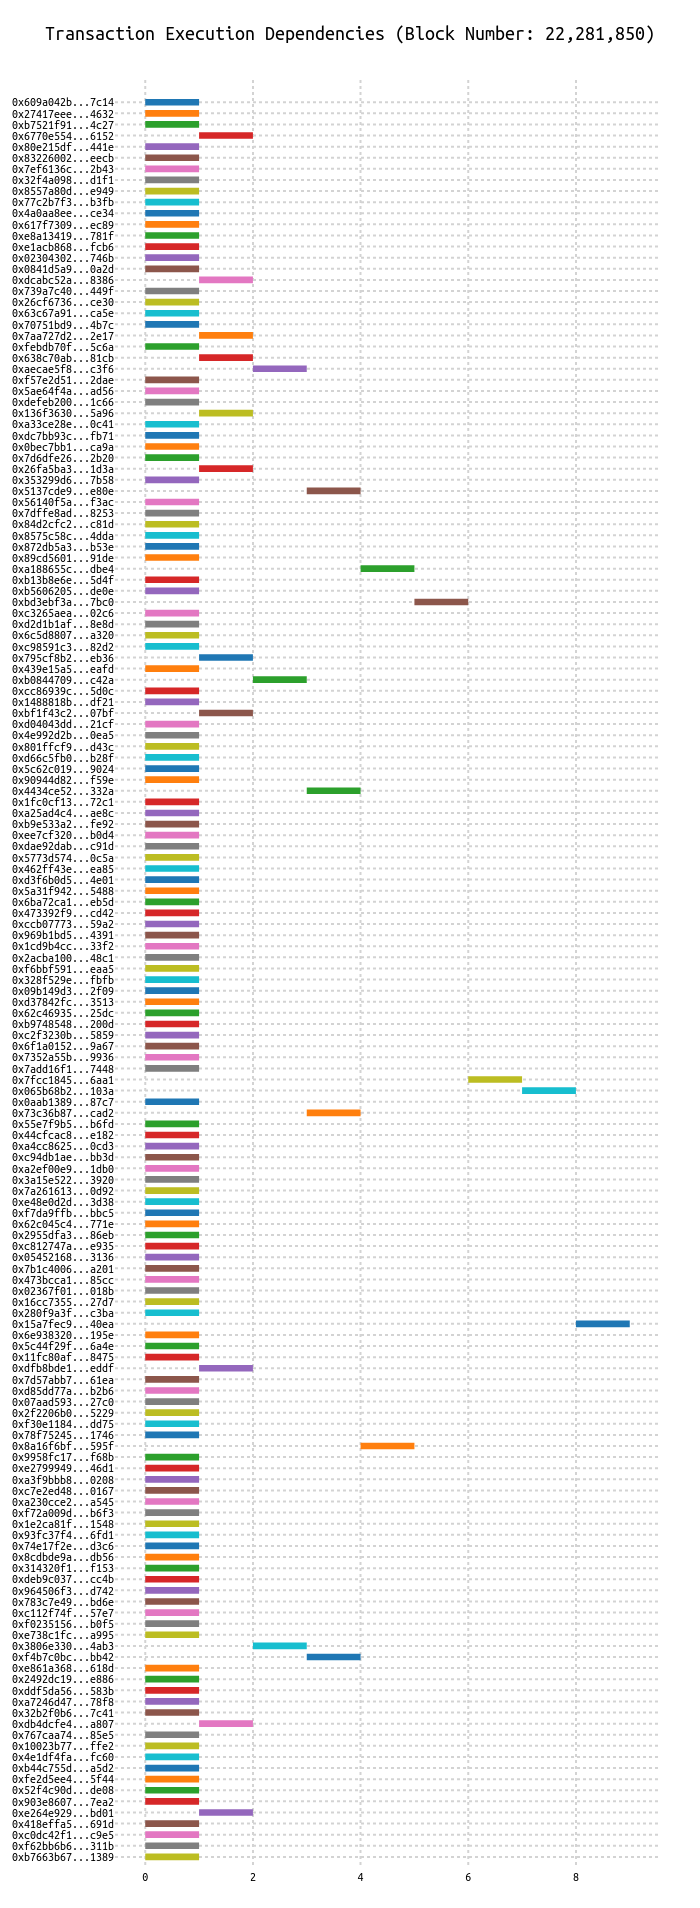 Transaction Execution Dependencies (Block Number: 22,281,850)
0x609a042b...7c14
0x27417eee...4632
0xb7521f91...4c27
0x6770e554...6152
0x80e215df...441e
0x83226002...eecb
0x7ef6136c...2b43
0x32f4a098...d1f1
0x8557a80d...e949
0x77c2b7f3...b3fb
0x4a0aa8ee...ce34
0x617f7309...ec89
0xe8a13419...781f
0xe1acb868...fcb6
0x02304302...746b
0x0841d5a9...0a2d
0xdcabc52a...8386
0x739a7c40...449f
0x26cf6736...ce30
0x63c67a91...ca5e
0x70751bd9...4b7c
0x7aa727d2...2e17
0xfebdb70f...5c6a
0x638c70ab...81cb
0xaecae5f8...c3f6
0xf57e2d51...2dae
0x5ae64f4a...ad56
0xdefeb200...1c66
0x136f3630...5a96
0xa33ce28e...0c41
0xdc7bb93c...fb71
0x0bec7bb1...ca9a
0x7d6dfe26...2b20
0x26fa5ba3...1d3a
0x353299d6...7b58
0x5137cde9...e80e
0x56140f5a...f3ac
0x7dffe8ad...8253
0x84d2cfc2...c81d
0x8575c58c...4dda
0x872db5a3...b53e
0x89cd5601...91de
0xa188655c...dbe4
0xb13b8e6e...5d4f
0xb5606205...de0e
0xbd3ebf3a...7bc0
0xc3265aea...02c6
0xd2d1b1af...8e8d
0x6c5d8807...a320
0xc98591c3...82d2
0x795cf8b2...eb36
0x439e15a5...eafd
0xb0844709...c42a
0xcc86939c...5d0c
0x1488818b...df21
0xbf1f43c2...07bf
0xd04043dd...21cf
0x4e992d2b...0ea5
0x801ffcf9...d43c
0xd66c5fb0...b28f
0x5c62c019...9024
0x90944d82...f59e
0x4434ce52...332a
0x1fc0cf13...72c1
0xa25ad4c4...ae8c
0xb9e533a2...fe92
0xee7cf320...b0d4
0xdae92dab...c91d
0x5773d574...0c5a
0x462ff43e...ea85
0xd3f6b0d5...4e01
0x5a31f942...5488
0x6ba72ca1...eb5d
0x473392f9...cd42
0xccb07773...59a2
0x969b1bd5...4391
0x1cd9b4cc...33f2
0x2acba100...48c1
0xf6bbf591...eaa5
0x328f529e...fbfb
0x09b149d3...2f09
0xd37842fc...3513
0x62c46935...25dc
0xb9748548...200d
0xc2f3230b...5859
0x6f1a0152...9a67
0x7352a55b...9936
0x7add16f1...7448
0x7fcc1845...6aa1
0x065b68b2...103a
0x0aab1389...87c7
0x73c36b87...cad2
0x55e7f9b5...b6fd
0x44cfcac8...e182
0xa4cc8625...0cd3
0xc94db1ae...bb3d
0xa2ef00e9...1db0
0x3a15e522...3920
0x7a261613...0d92
0xe48e0d2d...3d38
0xf7da9ffb...bbc5
0x62c045c4...771e
0x2955dfa3...86eb
0xc812747a...e935
0x05452168...3136
0x7b1c4006...a201
0x473bcca1...85cc
0x02367f01...018b
0x16cc7355...27d7
0x280f9a3f...c3ba
0x15a7fec9...40ea
0x6e938320...195e
0x5c44f29f...6a4e
0x11fc80af...8475
0xdfb8bde1...eddf
0x7d57abb7...61ea
0xd85dd77a...b2b6
0x07aad593...27c0
0x2f2206b0...5229
0xf30e1184...dd75
0x78f75245...1746
0x8a16f6bf...595f
0x9958fc17...f68b
0xe2799949...46d1
0xa3f9bbb8...0208
0xc7e2ed48...0167
0xa230cce2...a545
0xf72a009d...b6f3
0x1e2ca81f...1548
0x93fc37f4...6fd1
0x74e17f2e...d3c6
0x8cdbde9a...db56
0x314320f1...f153
0xdeb9c037...cc4b
0x964506f3...d742
0x783c7e49...bd6e
0xc112f74f...57e7
0xf0235156...b0f5
0xe738c1fc...a995
0x3806e330...4ab3
0xf4b7c0bc...bb42
0xe861a368...618d
0x2492dc19...e886
0xddf5da56...583b
0xa7246d47...78f8
0x32b2f0b6...7c41
0xdb4dcfe4...a807
0x767caa74...85e5
0x10023b77...ffe2
0x4e1df4fa...fc60
0xb44c755d...a5d2
0xfe2d5ee4...5f44
0x52f4c90d...de08
0x903e8607...7ea2
0xe264e929...bd01
0x418effa5...691d
0xc0dc42f1...c9e5
0xf62bb6b6...311b
0xb7663b67...1389
0 2 4 6 8